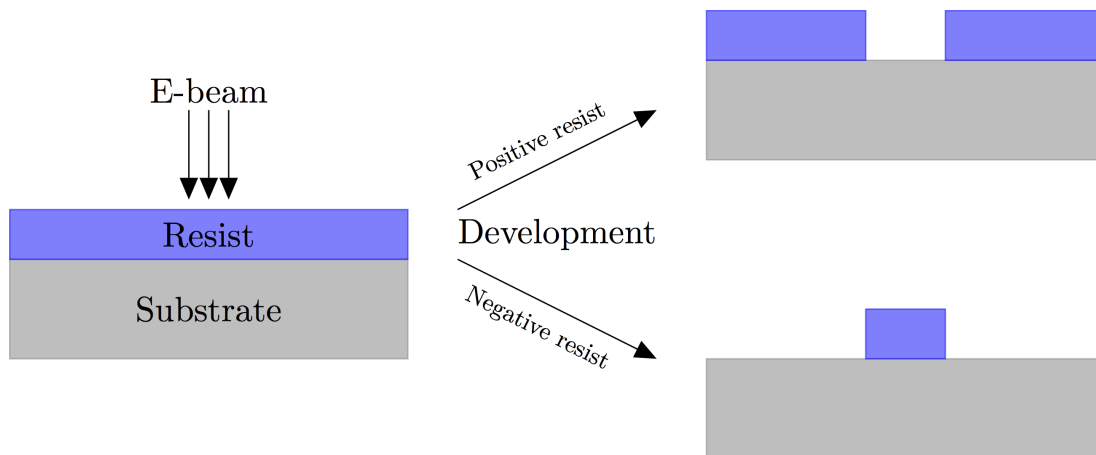 E-beam
Resist
Substrate
Positive resist
Development
Negative resist